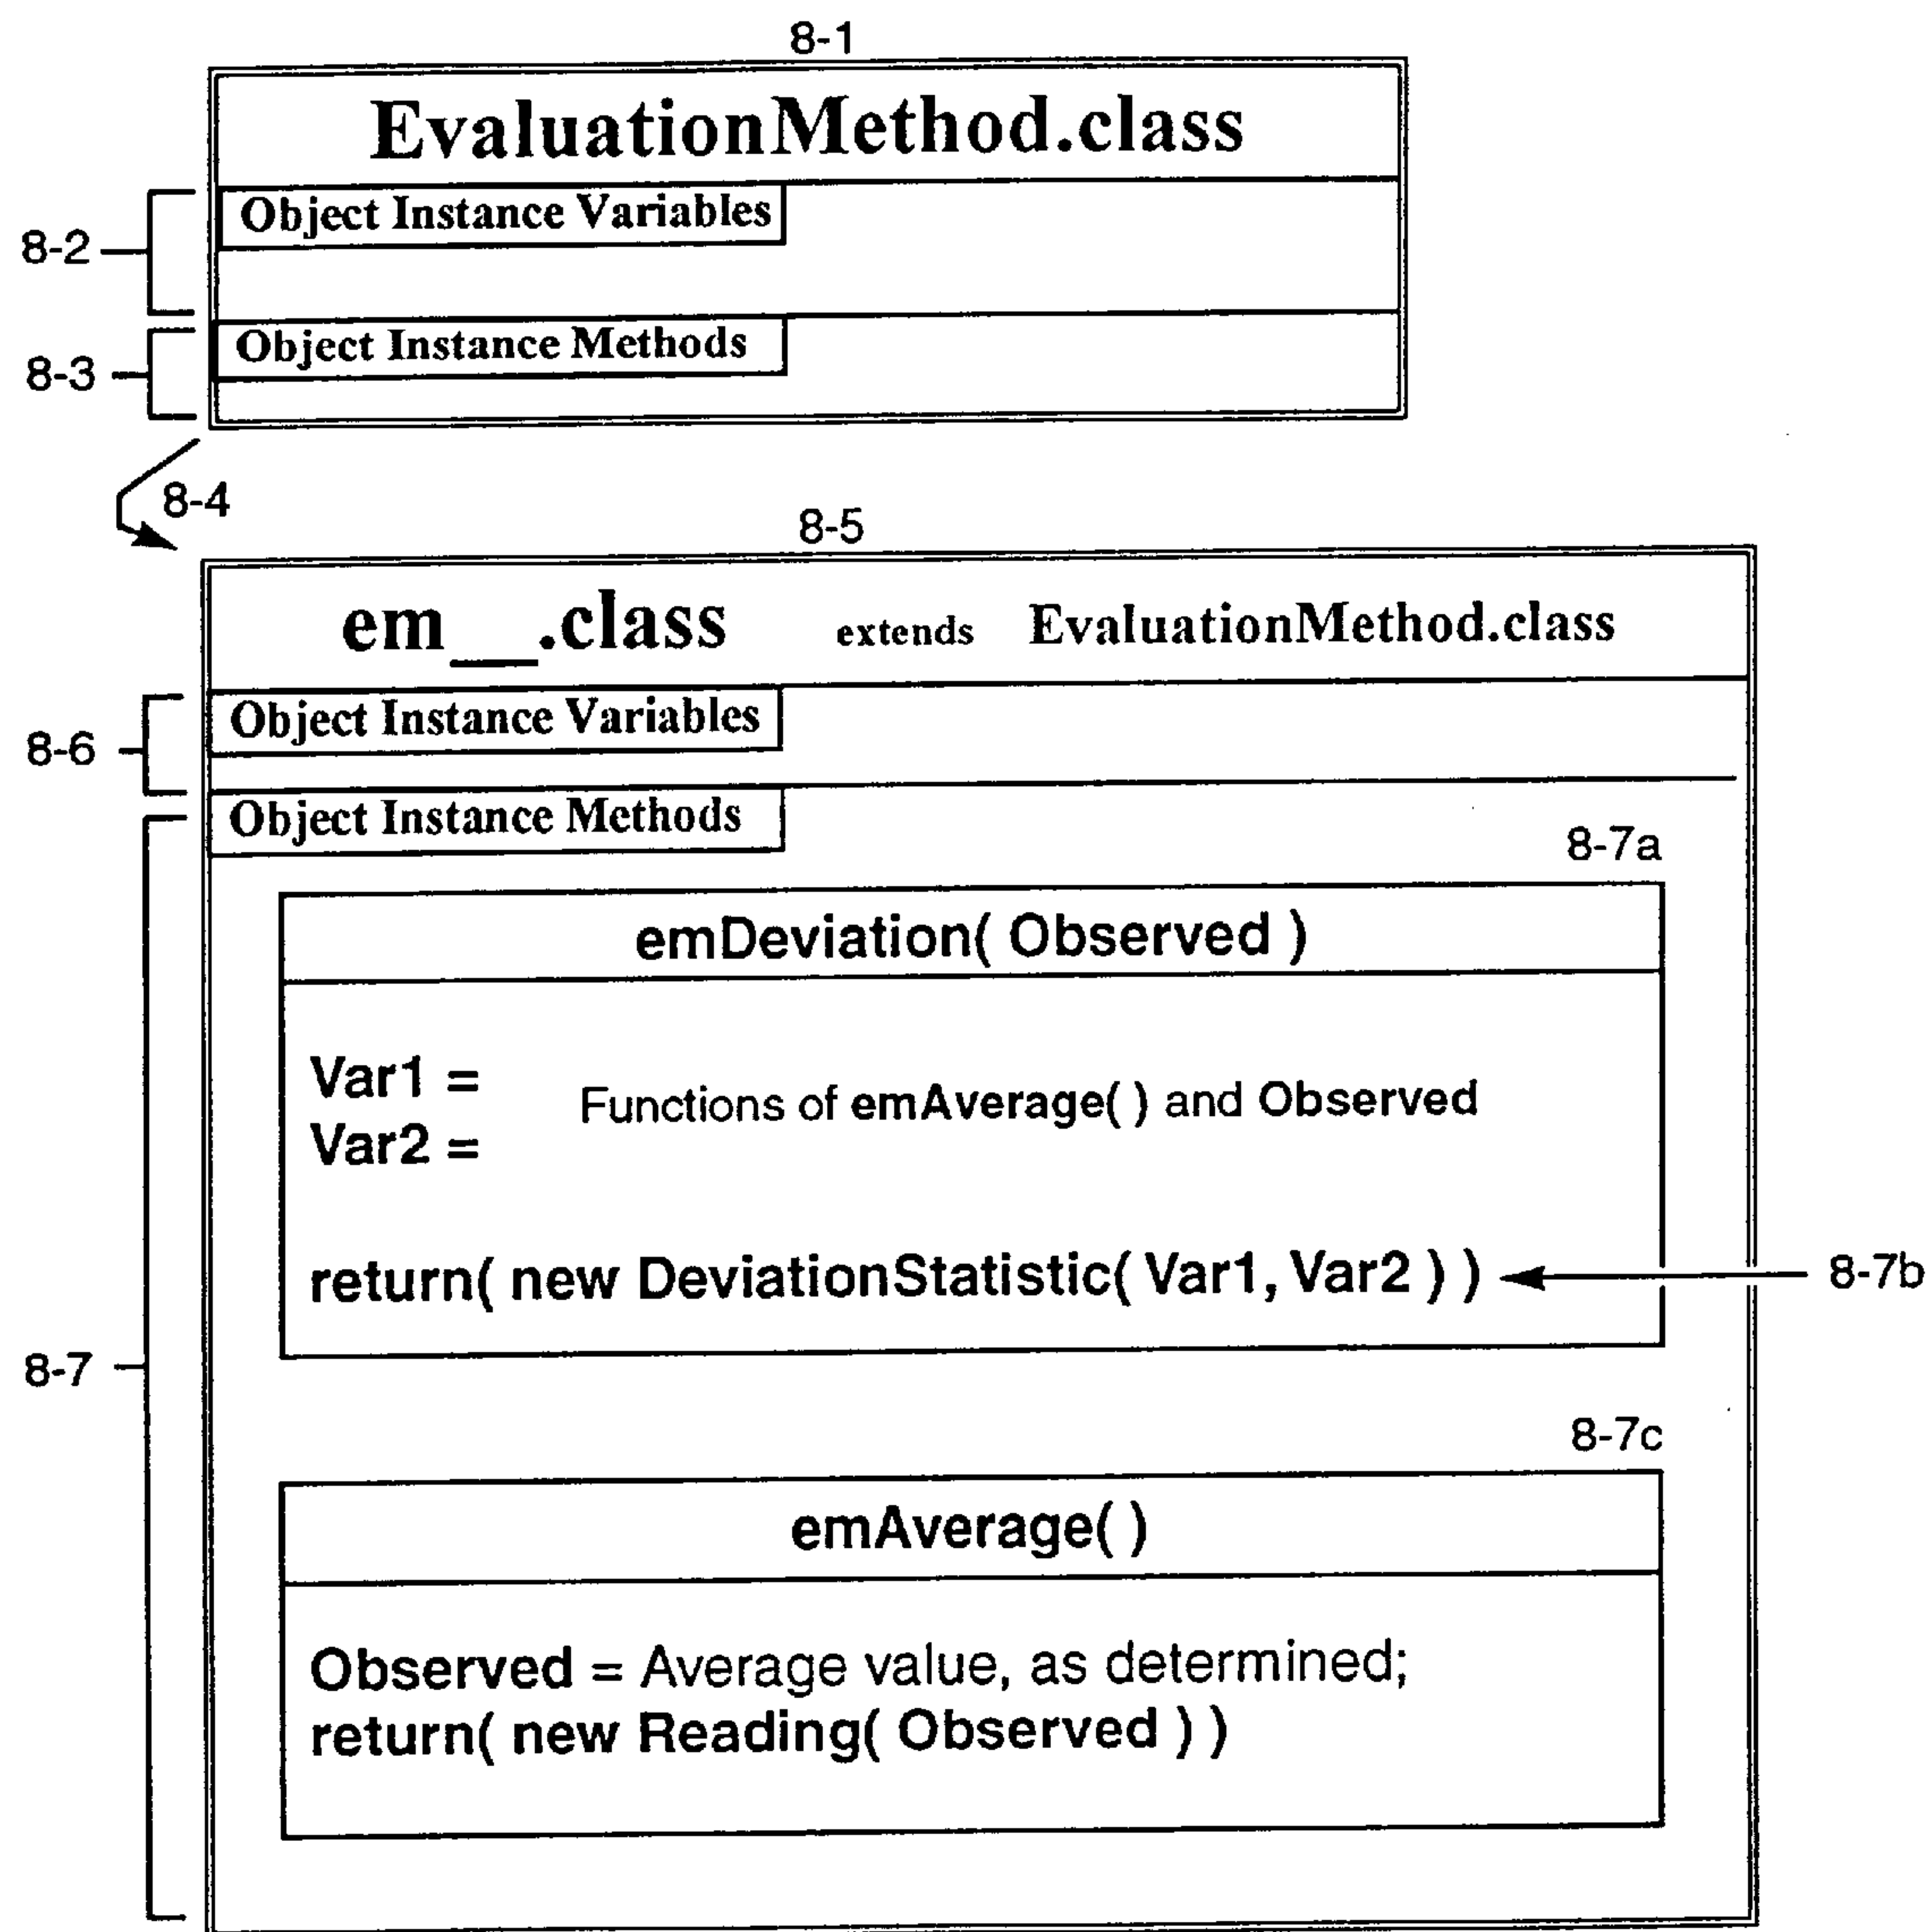 8-1
EvaluationMethod.class
Object Instance Variables
8-2
Object Instance Methods
8-3
8-4
8-5
em__.class extends EvaluationMethod.class
Object Instance Variables
8-6
Object Instance Methods
8-7a
emDeviation( Observed )
Var1 =
Functions of emAverage( ) and Observed
Var2 =
return( new DeviationStatistic( Var1, Var2 ) )
8-7b
8-7
8-7c
emAverage( )
Observed = Average value, as determined;
return( new Reading( Observed ) )